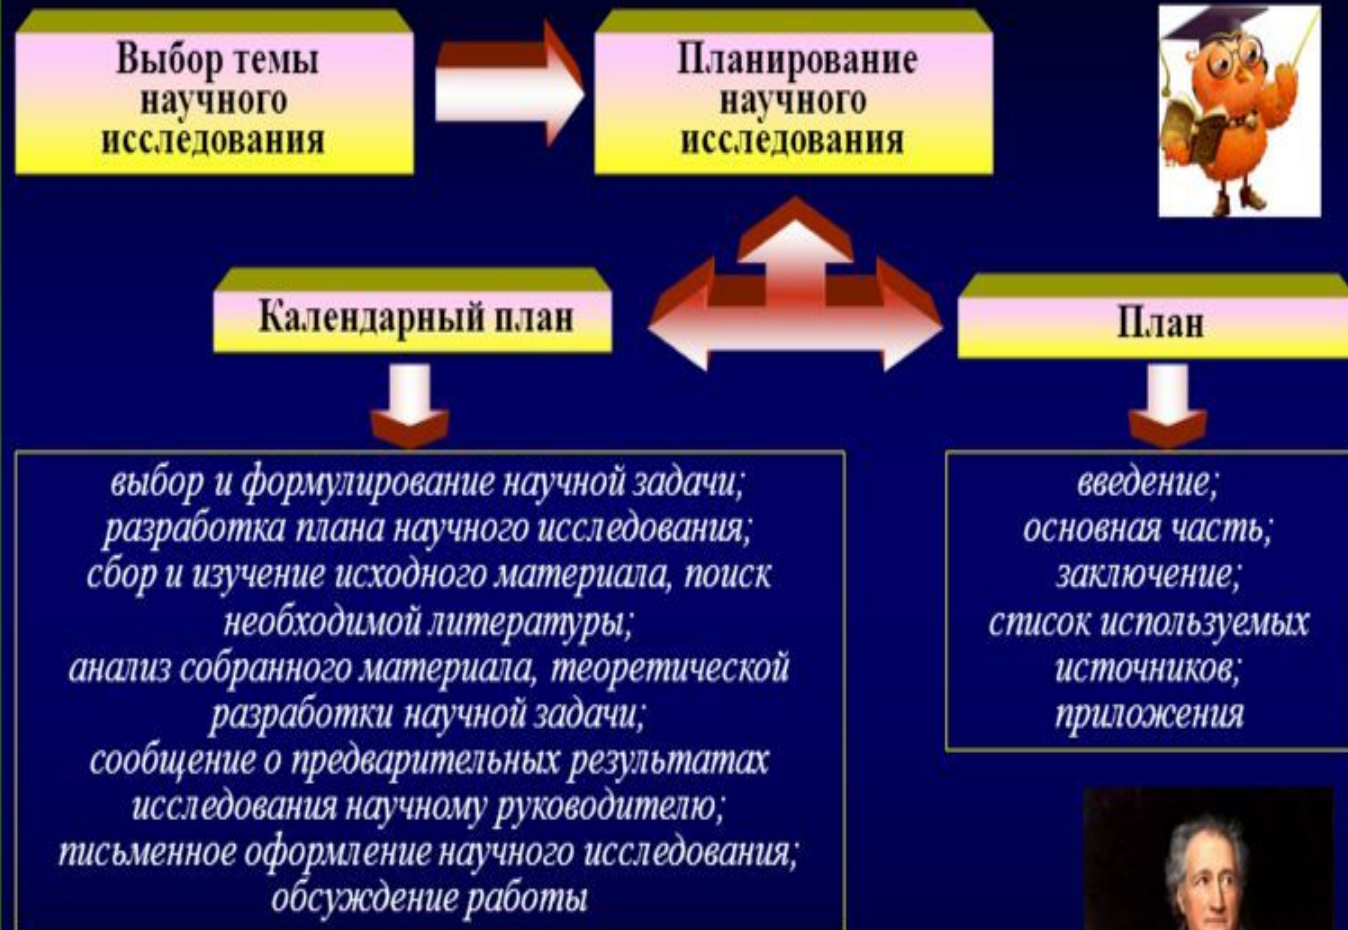 Выбор темы
научного
исследования
Планирование
научного
исследования
Календарный план
План
выбор и формулирование научной задачи;
разработка плана научного исследования;
сбор и изучение исходного материала, поиск
необходимой литературы;
анализ собранного материала, теоретической
разработки научной задачи;
сообщение о предварительных результатах
исследования научному руководителю;
письменное оформление научного исследования;
обсуждение работы
введение;
основная часть;
заключение;
список используемых
источников;
приложения